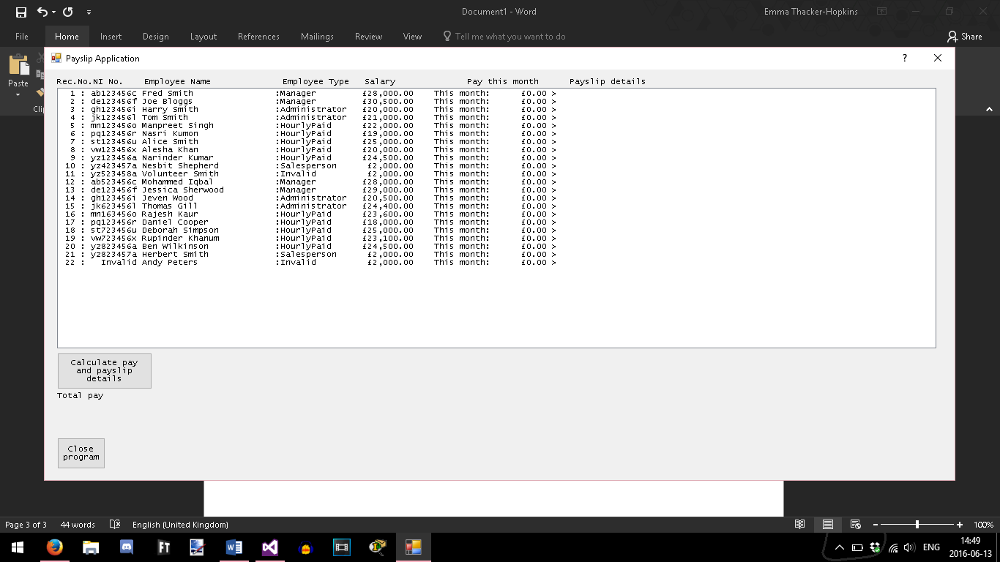 Document1 - Word
Emma Thacker-Hopkins
File Home Insert Design Layout References Mailings Review View Tell me what you want to do Share
Payslip Application ?
Paste
Rec.No.NI No. Employee Name Employee Type Salary Pay this month Payslip details
1 : ab123456c Fred Smith :Manager £28,000.00 This month: £0.00 >
2 : de123456f Joe Bloggs :Manager £30,500.00 This month: £0.00 >
3 : gh123456i Harry Smith :Administrator £20,000.00 This month: £0.00 >
4 : jk123456l Tom Smith :Administrator £21,000.00 This month: £0.00 >
5 : mn123456o Manpreet Singh :HourlyPaid £22,000.00 This month: £0.00 >
6 : pq123456r Nasri Kumon :HourlyPaid £19,000.00 This month: £0.00 >
7 : st123456u Alice Smith :HourlyPaid £25,000.00 This month: £0.00 >
8 : vw123456x Alesha Khan :HourlyPaid £20,000.00 This month: £0.00 >
9 : yz123456a Narinder Kumar :HourlyPaid £24,500.00 This month: £0.00 >
10 : yz423457a Nesbit Shepherd :Salesperson £2,000.00 This month: £0.00 >
11 : yz523458a Volunteer Smith :Invalid £2,000.00 This month: £0.00 >
12 : ab523456c Mohammed Iqbal :Manager £28,000.00 This month: £0.00 >
13 : de123456f Jessica Sherwood :Manager £29,000.00 This month: £0.00 >
14 : gh123456i Jeven Wood :Administrator £20,500.00 This month: £0.00 >
15 : jk623456l Thomas Gill :Administrator £24,400.00 This month: £0.00 >
16 : mn163456o Rajesh Kaur :HourlyPaid £23,600.00 This month: £0.00 >
17 : pq123456r Daniel Cooper :HourlyPaid £18,000.00 This month: £0.00 >
18 : st723456u Deborah Simpson :HourlyPaid £25,000.00 This month: £0.00 >
19 : vw723456x Rupinder Khanum :HourlyPaid £23,100.00 This month: £0.00 >
20 : yz823456a Ben Wilkinson :HourlyPaid £24,500.00 This month: £0.00 >
21 : yz823457a Herbert Smith :Salesperson £2,000.00 This month: £0.00 >
22 : Invalid Andy Peters :Invalid £2,000.00 This month: £0.00 >
Clip
Calculate pay
and payslip
details
Total pay
Close
program
Page 3 of 3 44 words English (United Kingdom) 100%
FT
ENG
14:49
2016-06-13